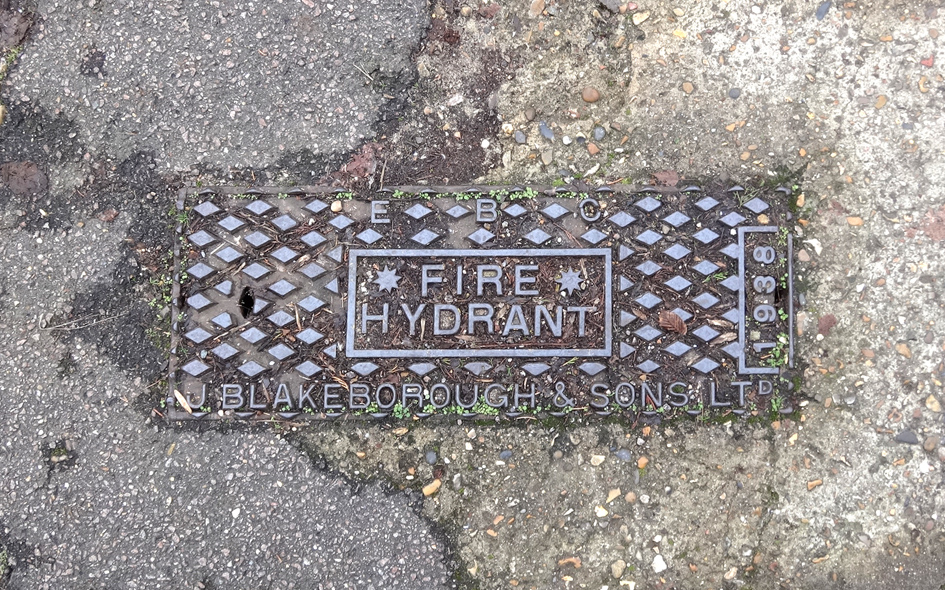 E B C
FIRE
HYDRANT
1938
J. BLAKEBOROUGH & SONS. LTD